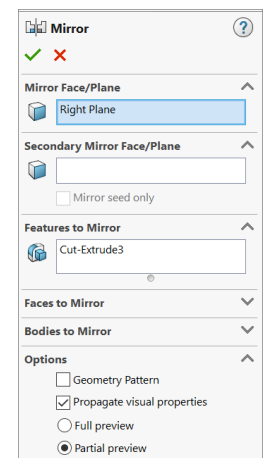 Mirror
?
Mirror Face/Plane
Right Plane
Secondary Mirror Face/Plane
Mirror seed only
Features to Mirror
Cut-Extrude3
Faces to Mirror
Bodies to Mirror
Options
Geometry Pattern
Propagate visual properties
Full preview
Partial preview